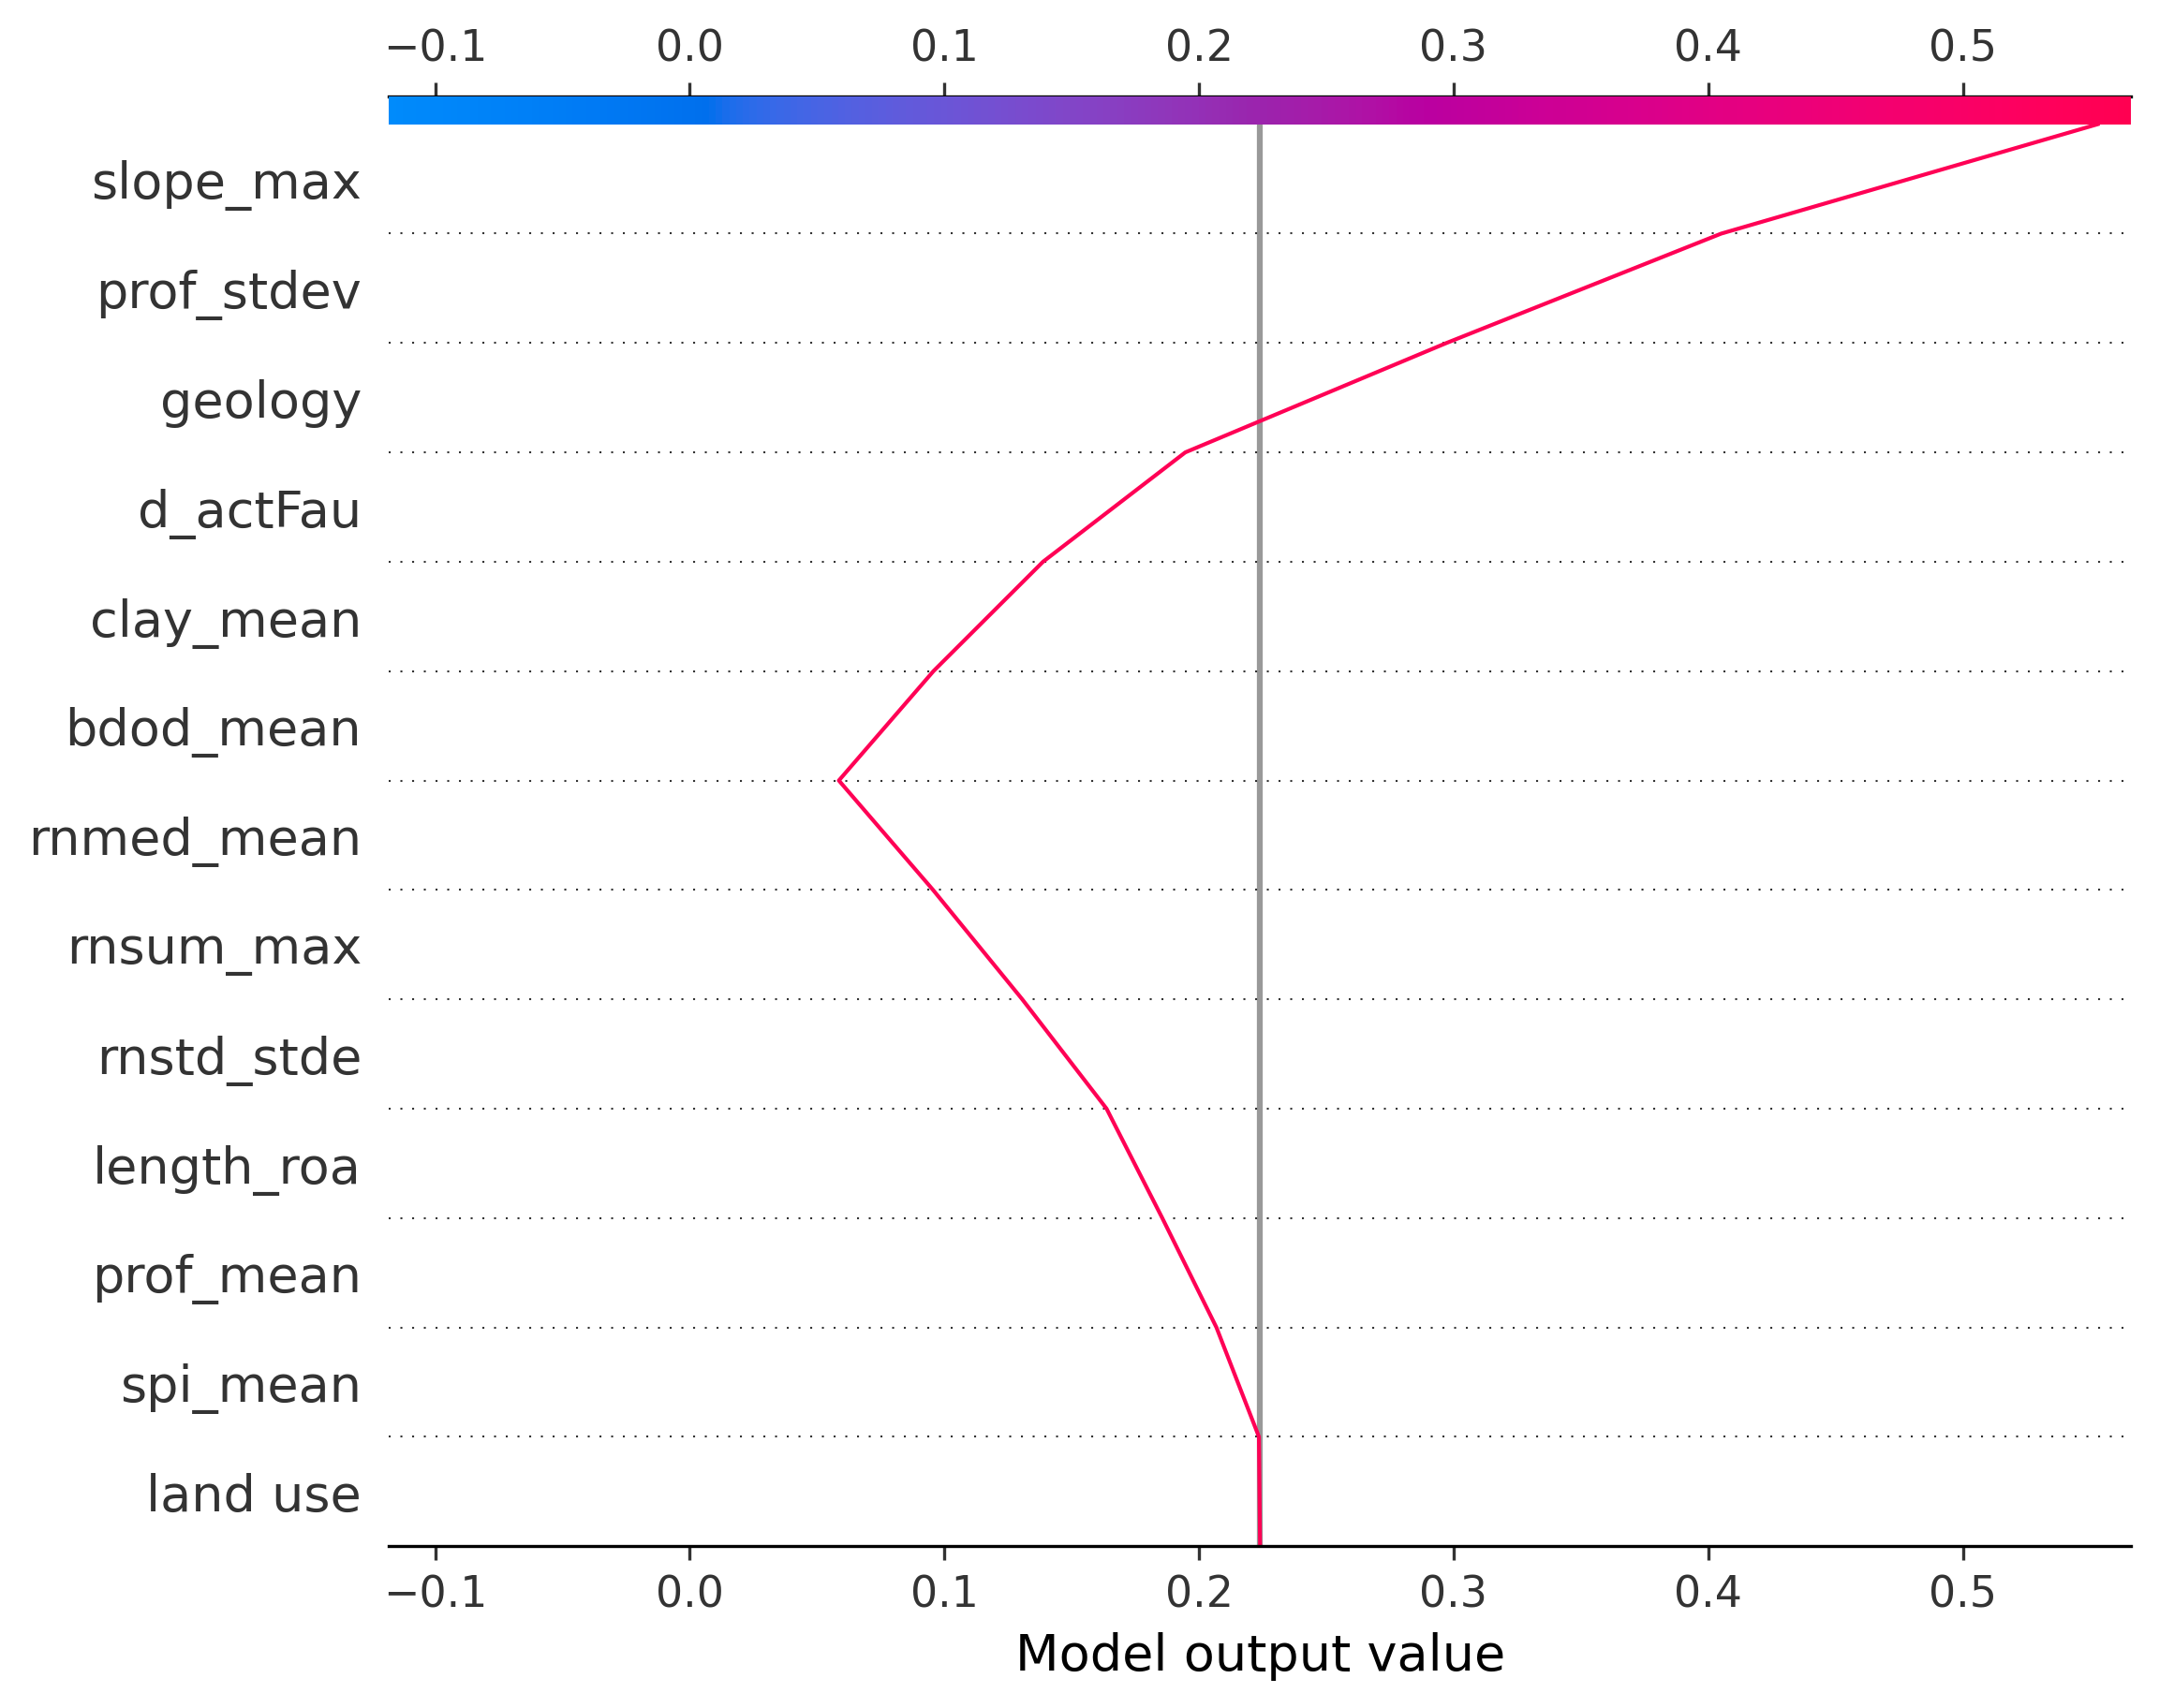 −0.1 0.0 0.1 0.2 0.3 0.4 0.5
slope_max
prof_stdev
geology
d_actFau
clay_mean
bdod_mean
rnmed_mean
rnsum_max
rnstd_stde
length_roa
prof_mean
spi_mean
land use
−0.1 0.0 0.1 0.2 0.3 0.4 0.5
Model output value